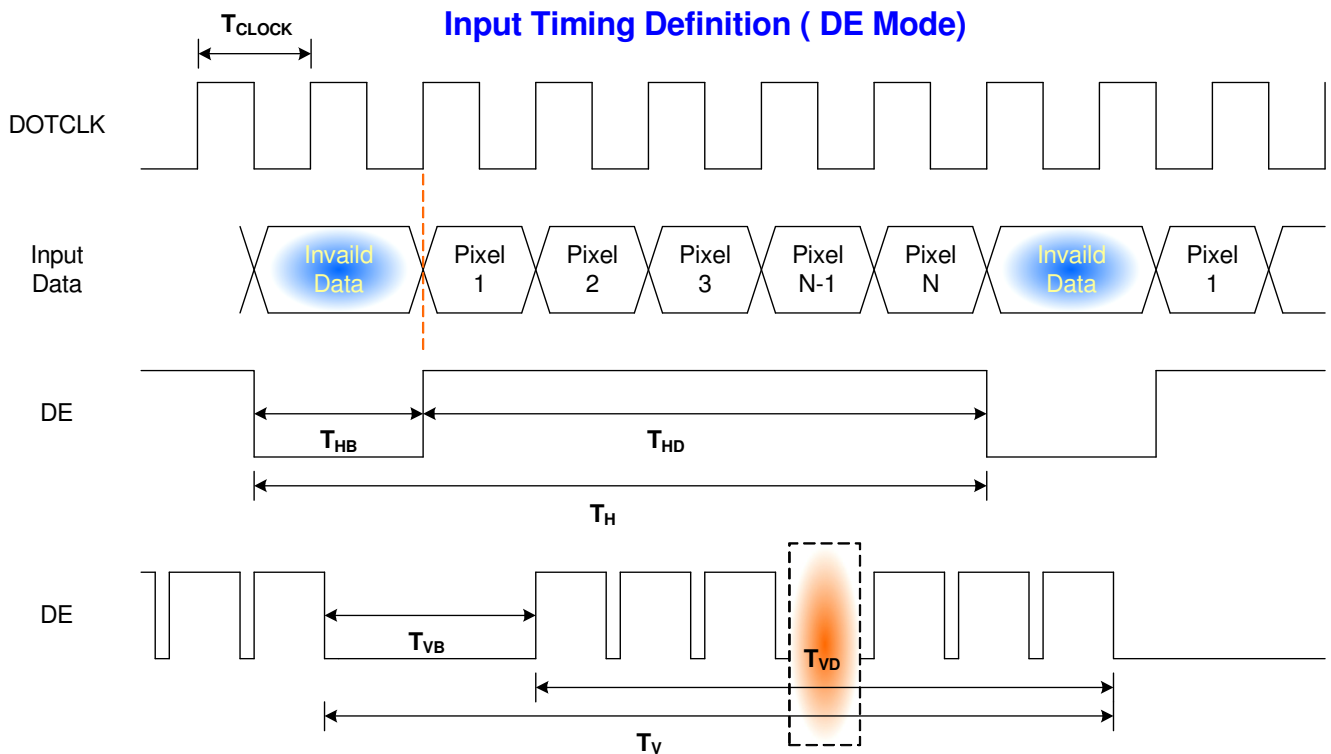 Input Timing Definition ( DE Mode)
TCLOCK
DOTCLK
Input
Data
Invaild
Data
Pixel
1
Pixel
2
Pixel
3
Pixel
N-1
Pixel
N
Invaild
Data
Pixel
1
DE
THB
THD
TH
DE
TVB
TVD
TV